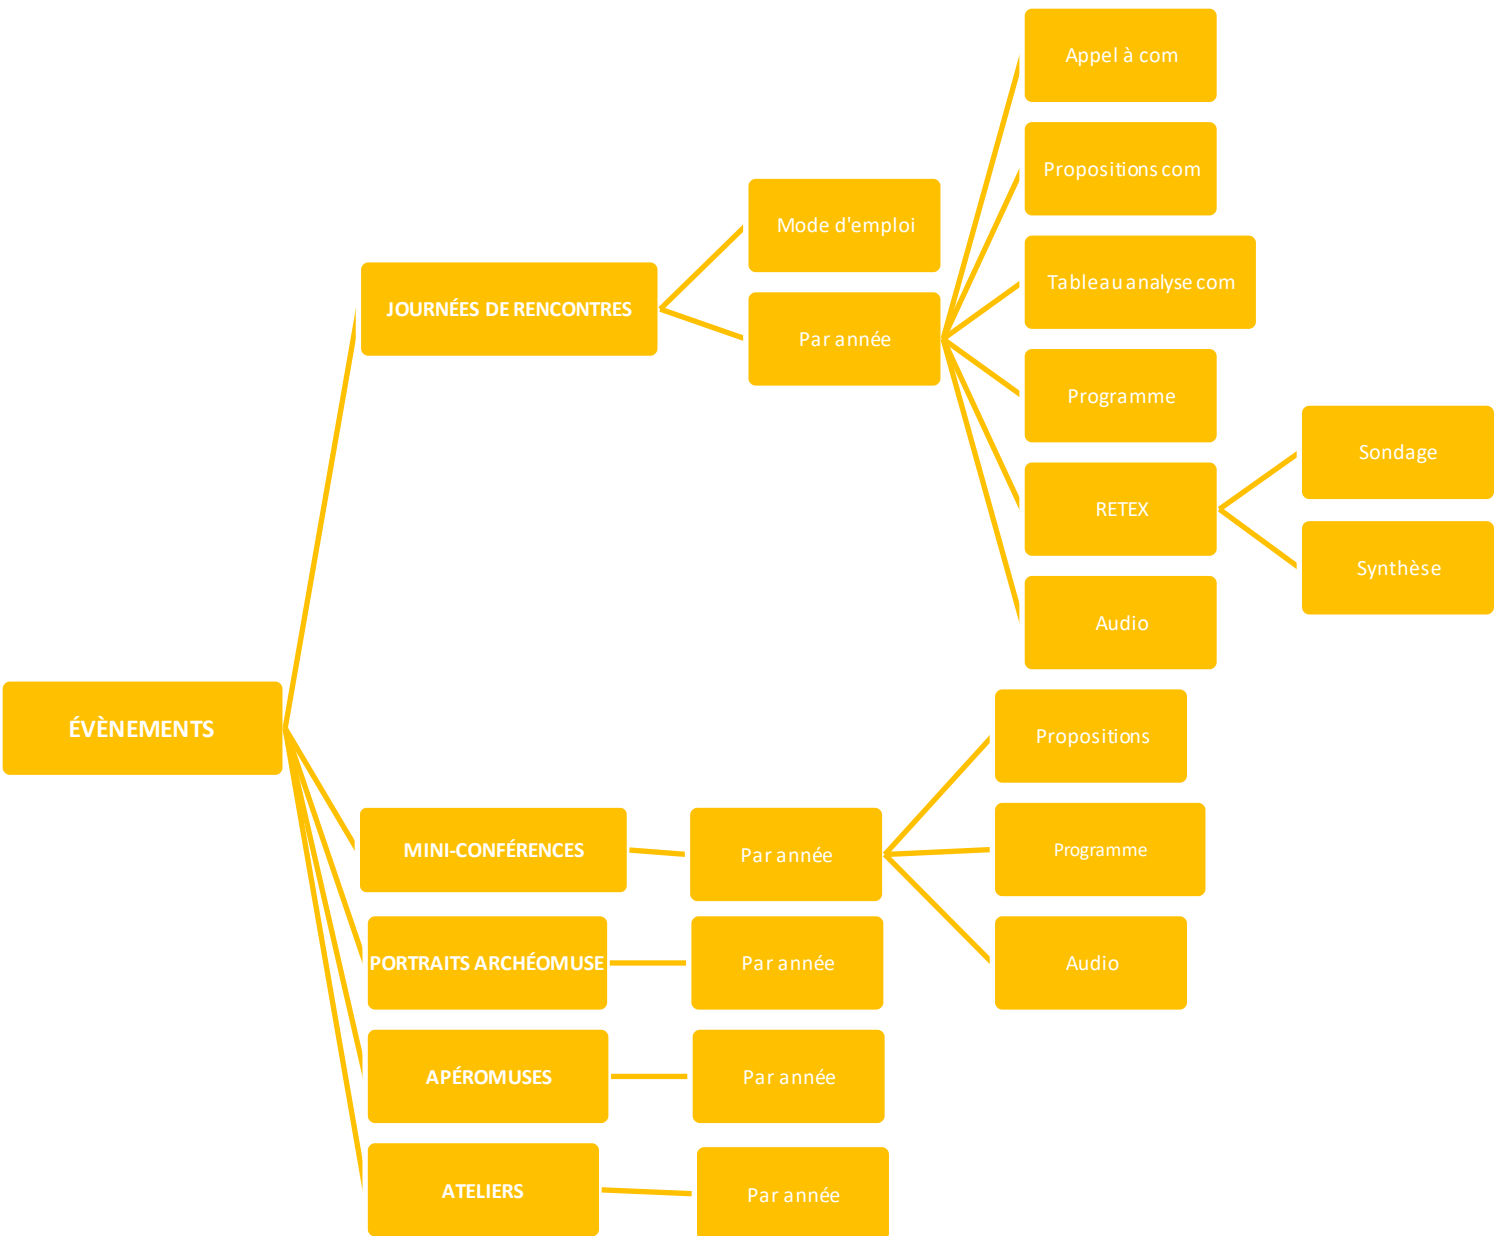 ÉVÈNEMENTS
JOURNÉES DE RENCONTRES
Mode d'emploi
Par année
Appel à com
Propositions com
Tableau analyse com
Programme
RETEX
Sondage
Synthèse
Audio
MINI-CONFÉRENCES
Par année
Propositions
Programme
Audio
PORTRAITS ARCHÉOMUSE
Par année
APÉROMUSES
Par année
ATELIERS
Par année